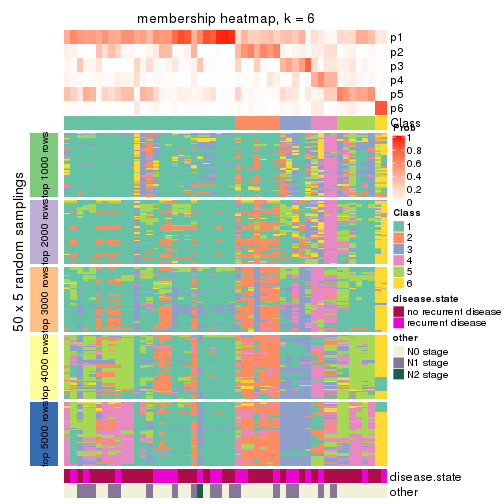 membership heatmap, k = 6
p1
p2
p3
p4
p5
p6
Class
Prob
1
0.8
0.6
0.4
0.2
0
Class
1
2
3
4
5
6
disease.state
no recurrent disease
recurrent disease
other
N0 stage
N1 stage
N2 stage
50 x 5 random samplings
top 1000 rows
top 2000 rows
top 3000 rows
top 4000 rows
top 5000 rows
disease.state
other